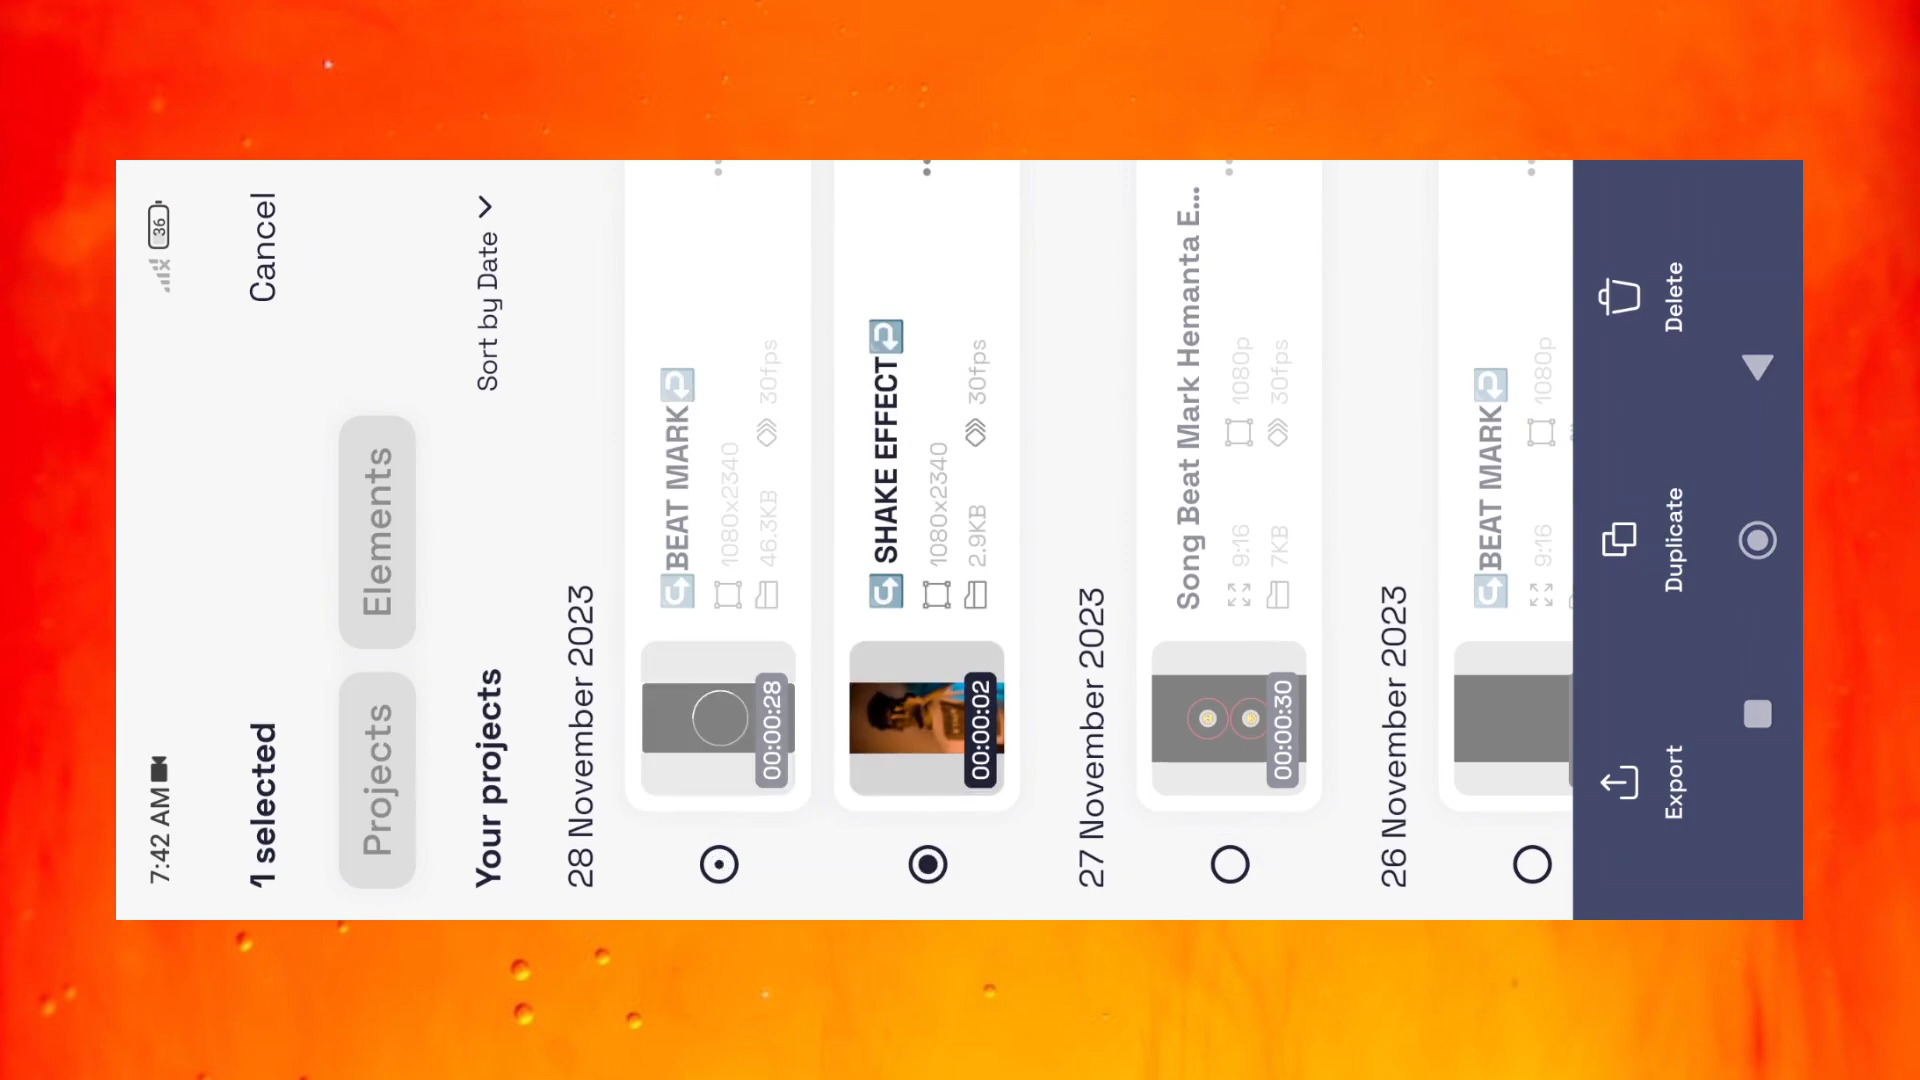 7:42 AM 36
1 selected Cancel
Projects Elements
Your projects Sort by Date
28 November 2023
↪️BEAT MARK↩️
1080x2340
46.3KB 30fps
00:00:28
↪️ SHAKE EFFECT↩️
1080x2340
2.9KB 30fps
00:00:02
27 November 2023
Song Beat Mark Hemanta E...
9:16 1080p
7KB 30fps
00:00:30
26 November 2023
↪️BEAT MARK↩️
9:16 1080p
Export Duplicate Delete